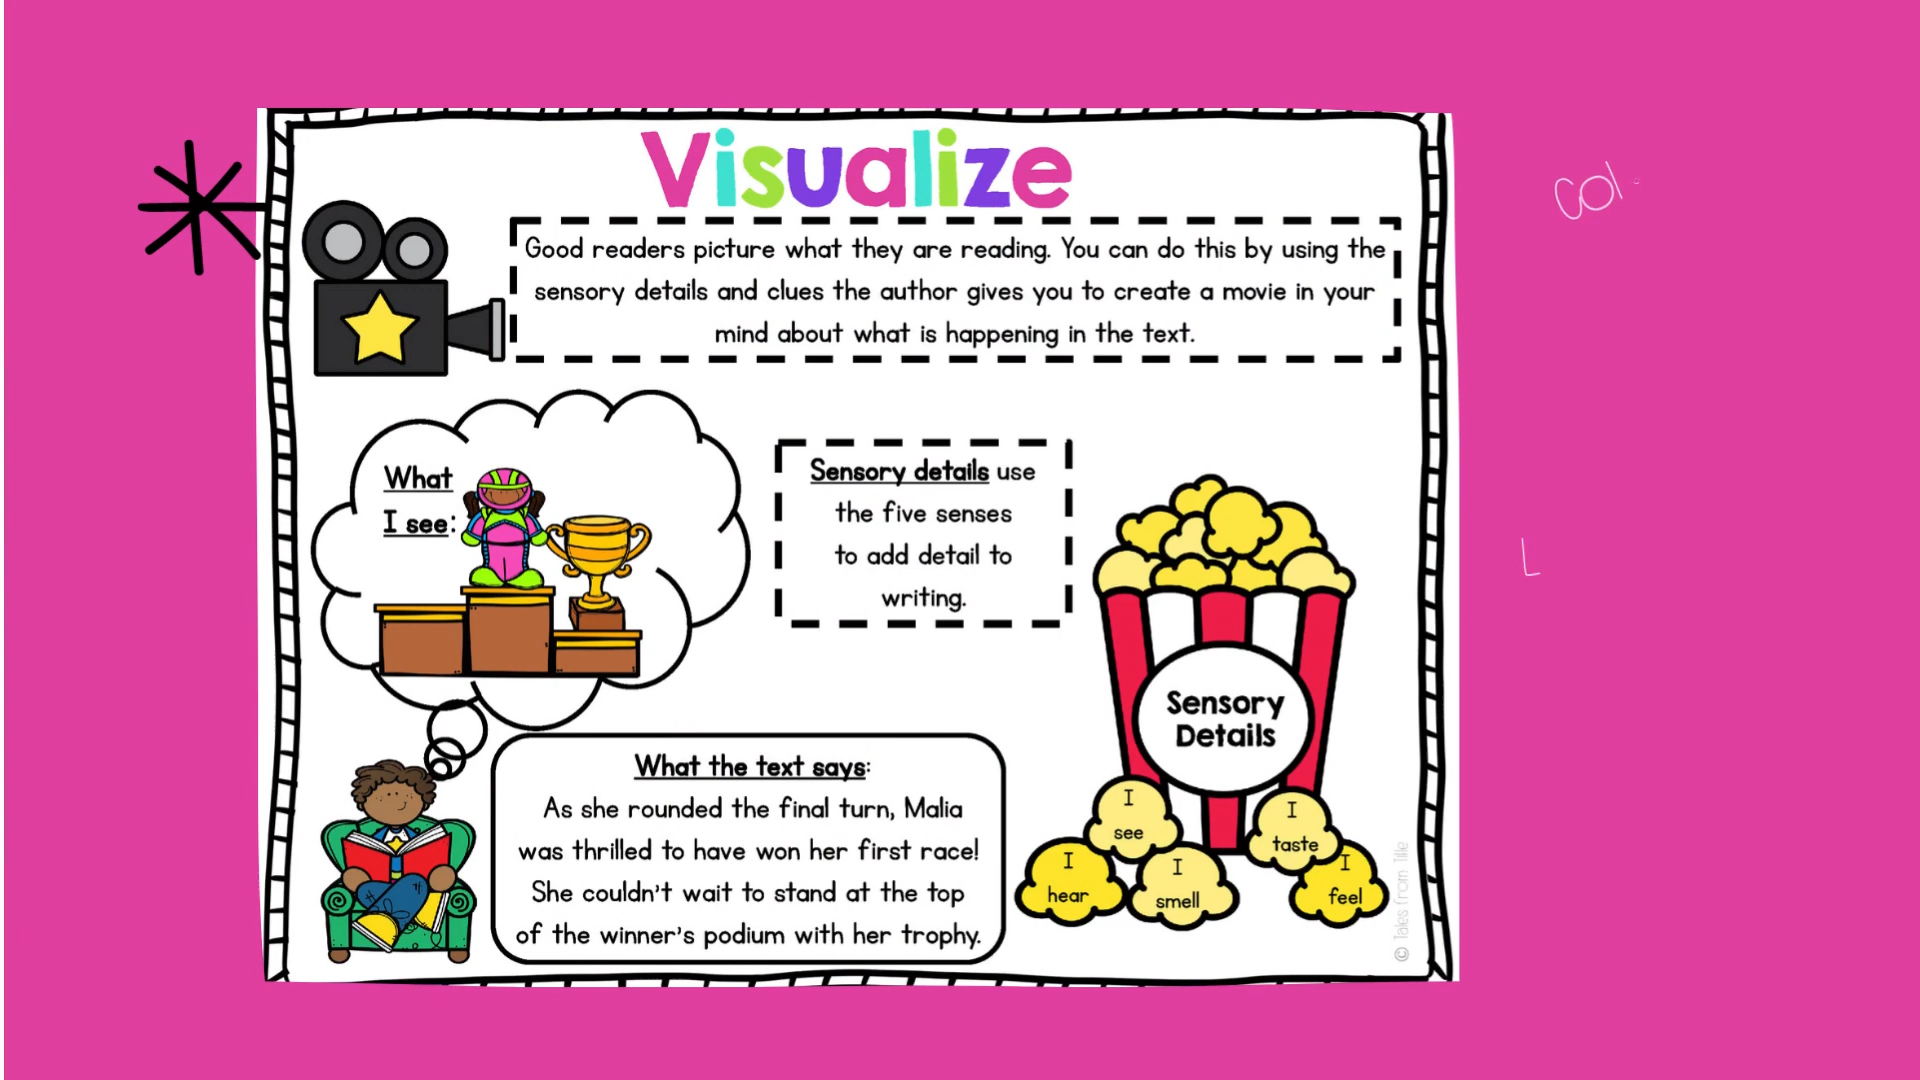 Visualize
Good readers picture what they are reading. You can do this by using the
sensory details and clues the author gives you to create a movie in your
mind about what is happening in the text.
What
I see:
Sensory details use
the five senses
to add detail to
writing.
Sensory
Details
What the text says:
As she rounded the final turn, Malia
was thrilled to have won her first race!
She couldn't wait to stand at the top
of the winner's podium with her trophy.
I
see
I
hear
I
smell
I
taste
I
feel
© Tales from Tille
L